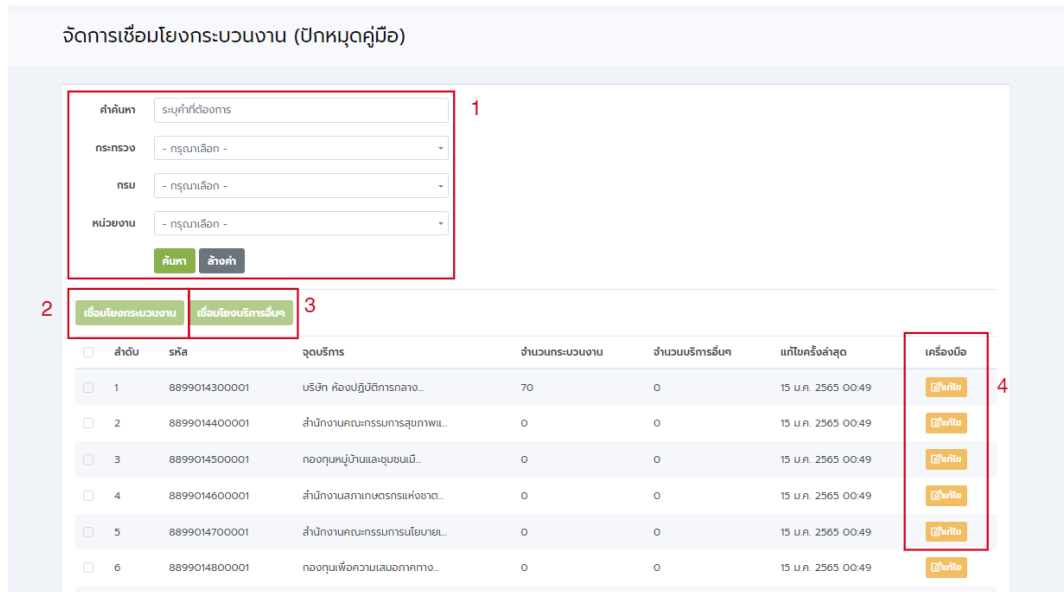 จัดการเชื่อมโยงกระบวนงาน (ปักหมุดคู่มือ)
คำค้นหา ระบุคำที่ต้องการ 1
กระทรวง - กรุณาเลือก -
กรม - กรุณาเลือก -
หน่วยงาน - กรุณาเลือก -
ค้นหา ล้างค่า
2 เชื่อมโยงกระบวนงาน เชื่อมโยงบริการอื่นๆ 3
ลำดับ รหัส จุดบริการ จำนวนกระบวนงาน จำนวนบริการอื่นๆ แก้ไขครั้งล่าสุด เครื่องมือ
1 8899014300001 บริษัท ห้องปฏิบัติการกลาง... 70 0 15 ม.ค. 2565 00:49 แก้ไข 4
2 8899014400001 สำนักงานคณะกรรมการสุขภาพแ... 0 0 15 ม.ค. 2565 00:49 แก้ไข
3 8899014500001 กองทุนหมู่บ้านและชุมชนเมื... 0 0 15 ม.ค. 2565 00:49 แก้ไข
4 8899014600001 สำนักงานสภาเกษตรกรแห่งชาต... 0 0 15 ม.ค. 2565 00:49 แก้ไข
5 8899014700001 สำนักงานคณะกรรมการนโยบายเ... 0 0 15 ม.ค. 2565 00:49 แก้ไข
6 8899014800001 กองทุนเพื่อความเสมอภาคทาง... 0 0 15 ม.ค. 2565 00:49 แก้ไข